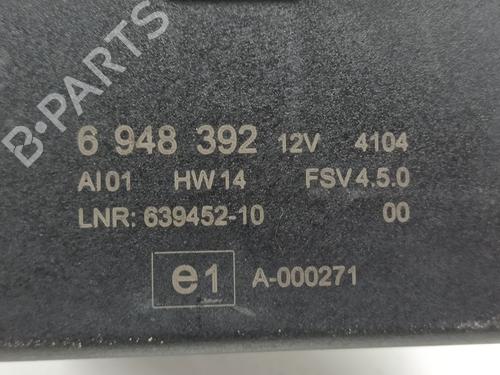 B-PARTS
6 948 392 12V 4104
AI01 HW14 FSV4.5.0
LNR: 639452-10 00
e1 A-000271